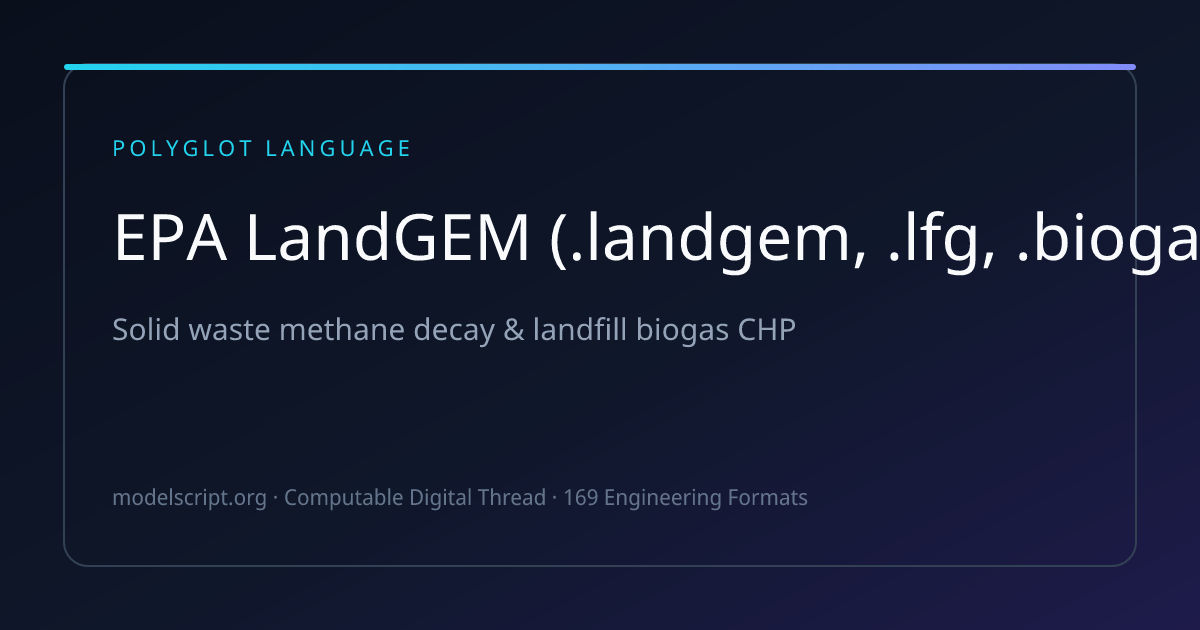 POLYGLOT LANGUAGE
EPA LandGEM (.landgem, .lfg, .bioga
Solid waste methane decay & landfill biogas CHP
modelscript.org · Computable Digital Thread · 169 Engineering Formats